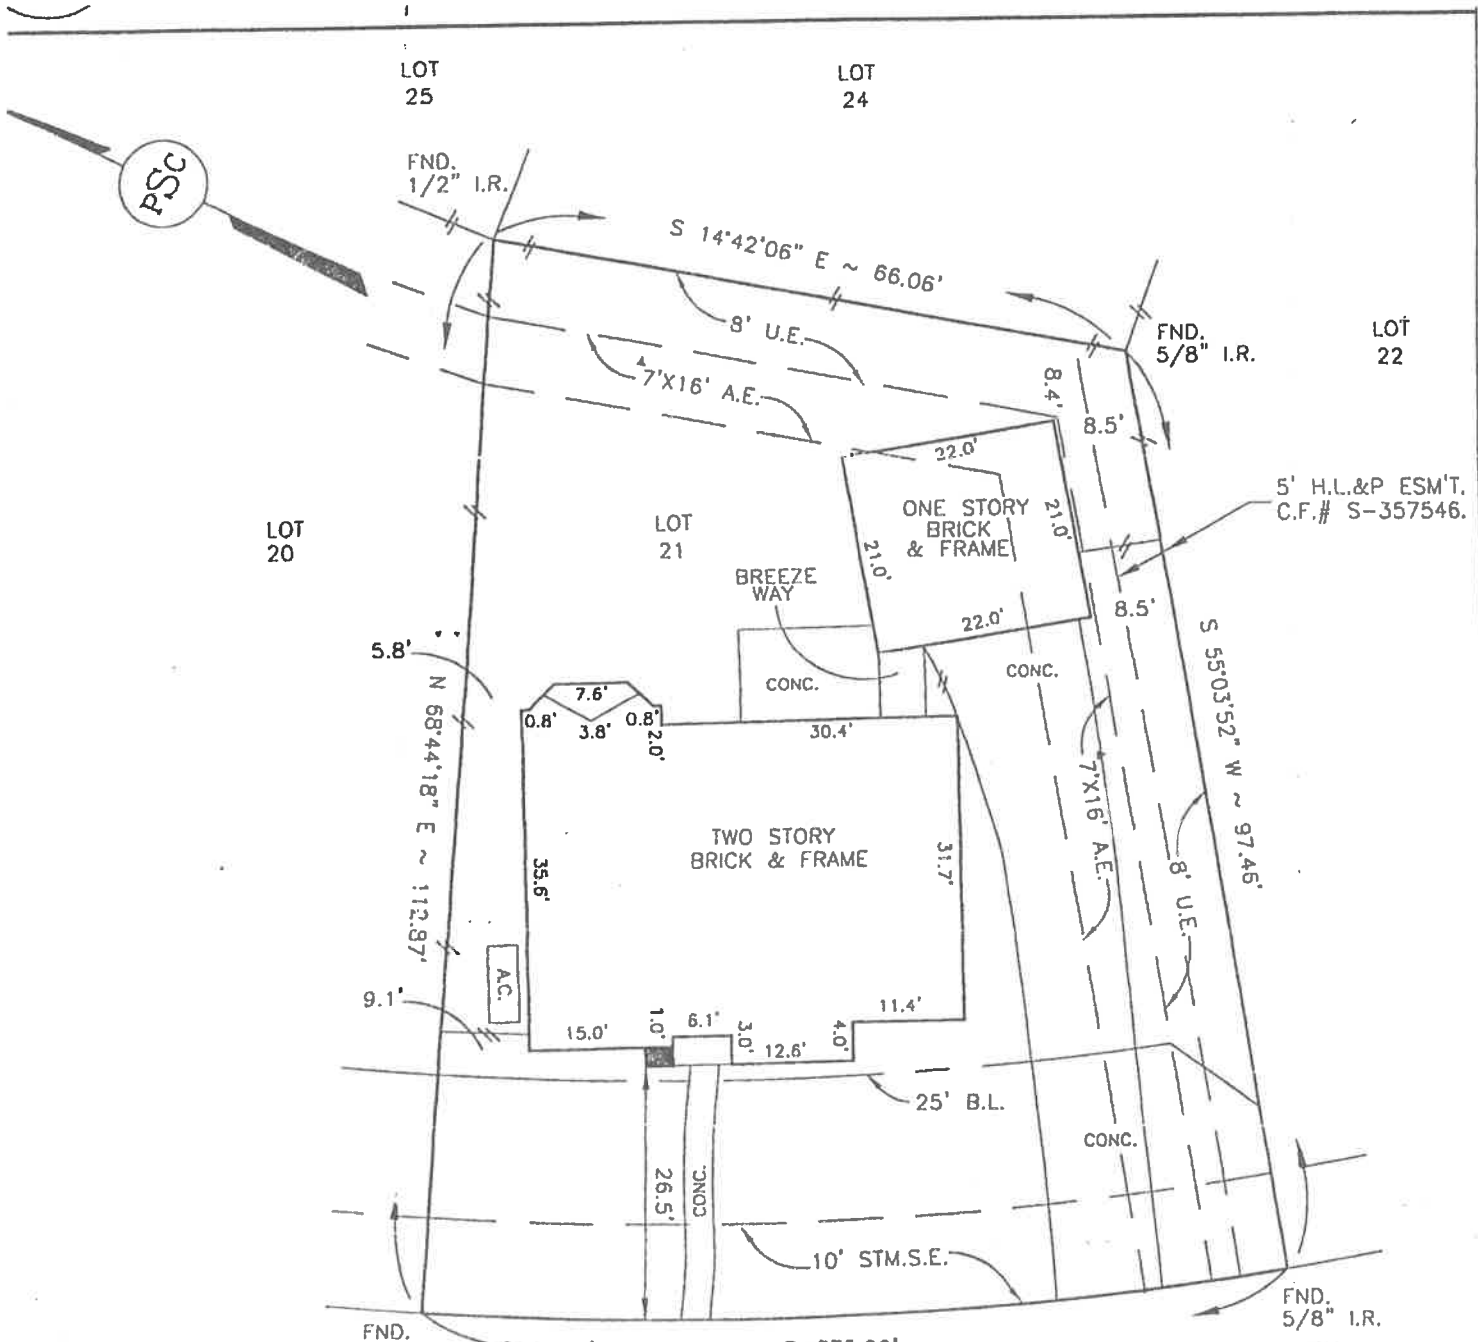 LOT
25
LOT
24
PSC
FND.
1/2" I.R.
S 14°42'06" E ~ 66.06'
8' U.E.
7'X16' A.E.
FND.
5/8" I.R.
LOT
22
8.4'
8.5'
5' H.L.&P ESM'T.
C.F.# S-357546.
22.0'
ONE STORY
BRICK
& FRAME
21.0'
21.0'
22.0'
LOT
20
LOT
21
BREEZE
WAY
8.5'
5.8'
CONC.
CONC.
7.6'
0.8'
3.8'
0.8'
2.0'
30.4'
N 68°44'18" E ~ 112.87'
S 55°03'52" W ~ 97.46'
TWO STORY
BRICK & FRAME
35.6'
31.7'
7'X16' A.E.
8' U.E.
A.C.
9.1'
15.0'
1.0'
6.1'
3.0'
12.6'
4.0'
11.4'
25' B.L.
CONC.
26.5'
CONC
10' STM.S.E.
FND.
5/8" I.R.
FND.